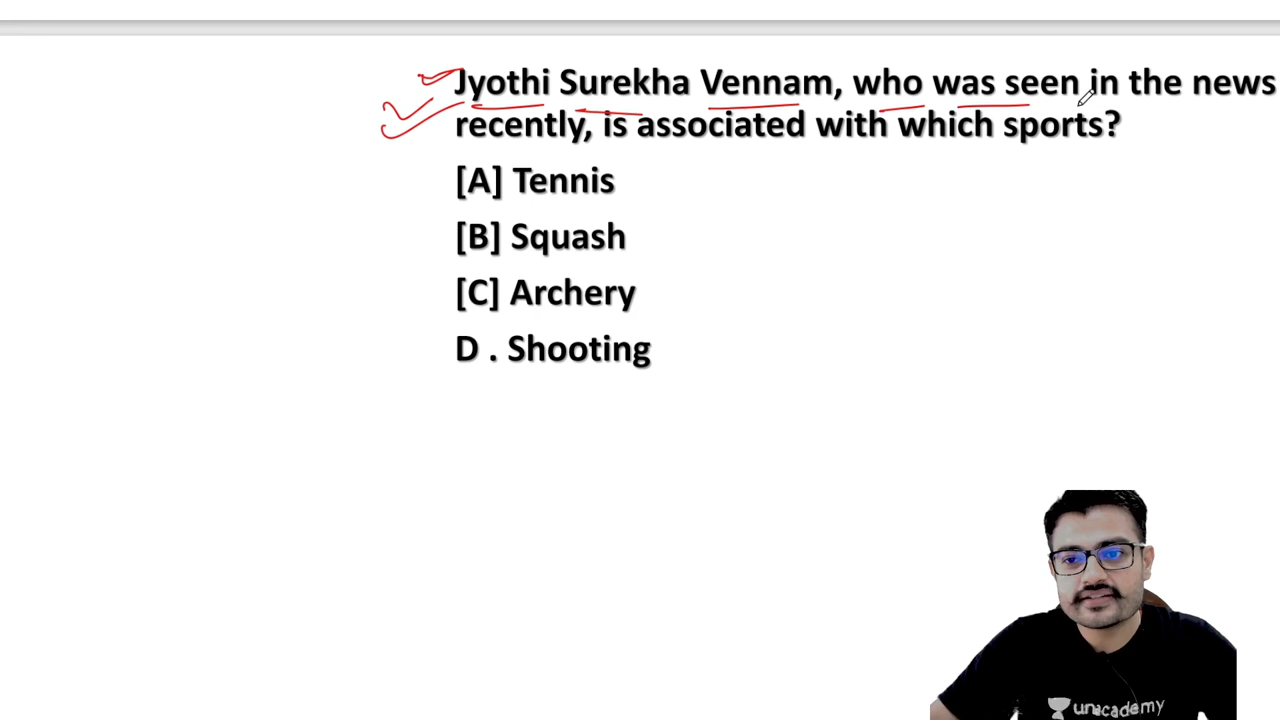 Jyothi Surekha Vennam, who was seen in the news
recently, is associated with which sports?
[A] Tennis
[B] Squash
[C] Archery
D . Shooting
unacademy